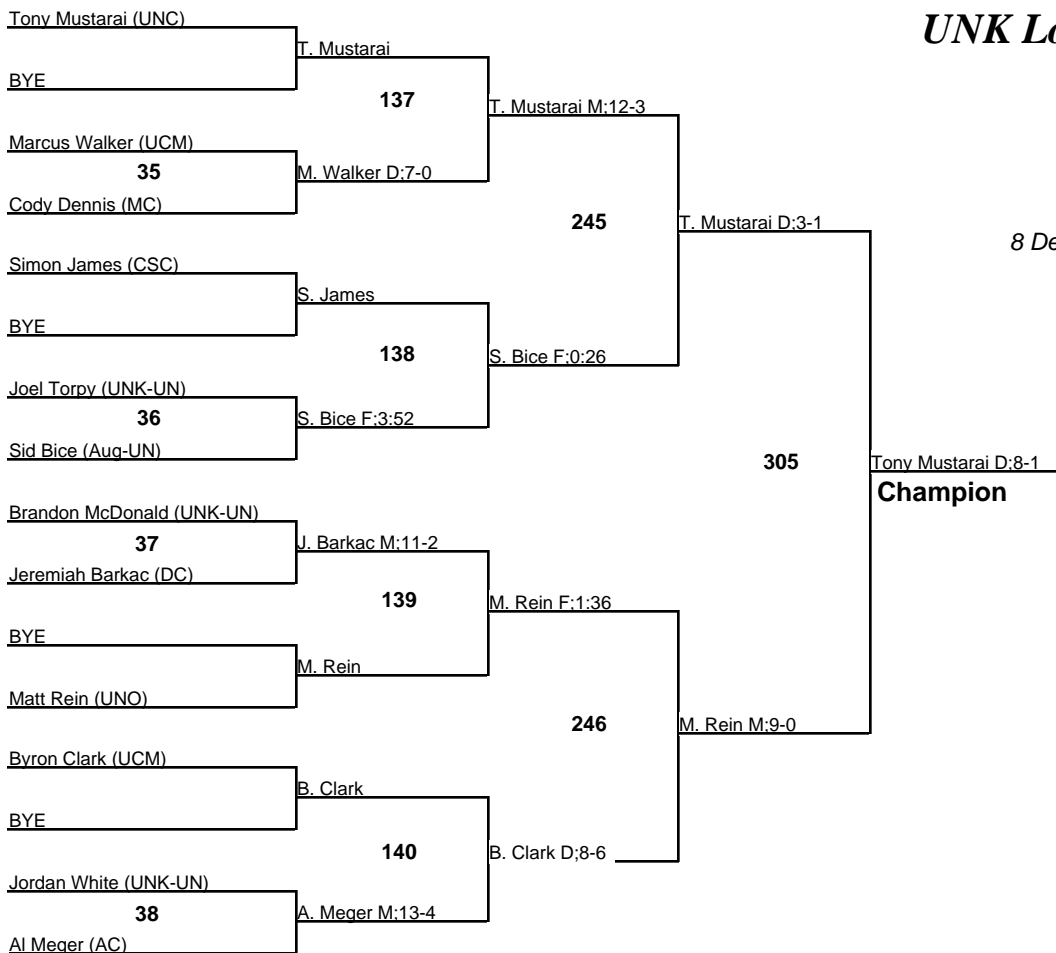 Tony Mustarai (UNC)
UNK Lo
T. Mustarai
BYE
137
T. Mustarai M;12-3
Marcus Walker (UCM)
35
M. Walker D;7-0
Cody Dennis (MC)
245
T. Mustarai D;3-1
8 De
Simon James (CSC)
S. James
BYE
138
S. Bice F;0:26
Joel Torpy (UNK-UN)
36
S. Bice F;3:52
Sid Bice (Aug-UN)
305
Tony Mustarai D;8-1
Champion
Brandon McDonald (UNK-UN)
37
J. Barkac M;11-2
Jeremiah Barkac (DC)
139
M. Rein F;1:36
BYE
M. Rein
Matt Rein (UNO)
246
M. Rein M;9-0
Byron Clark (UCM)
B. Clark
BYE
140
B. Clark D;8-6
Jordan White (UNK-UN)
38
A. Meger M;13-4
Al Meger (AC)